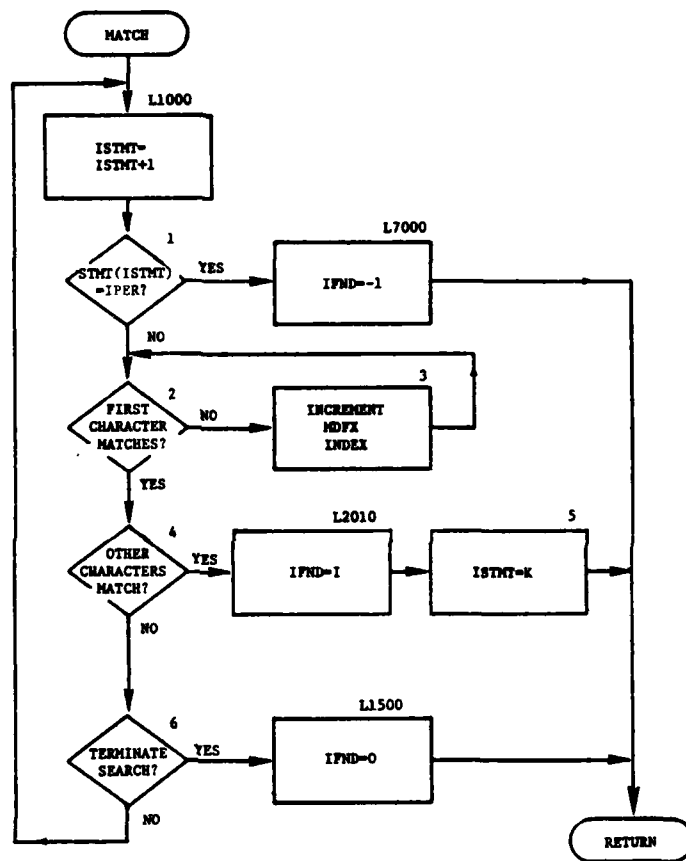 MATCH
L1000
ISTMT=
ISTMT+1
1
STMT(ISTMT)
=IPER?
YES
L7000
IFND=-1
NO
2
FIRST
CHARACTER
MATCHES?
NO
3
INCREMENT
MDFX
INDEX
YES
4
OTHER
CHARACTERS
MATCH?
YES
L2010
IFND=I
5
ISTMT=K
NO
6
TERMINATE
SEARCH?
YES
L1500
IFND=0
NO
RETURN